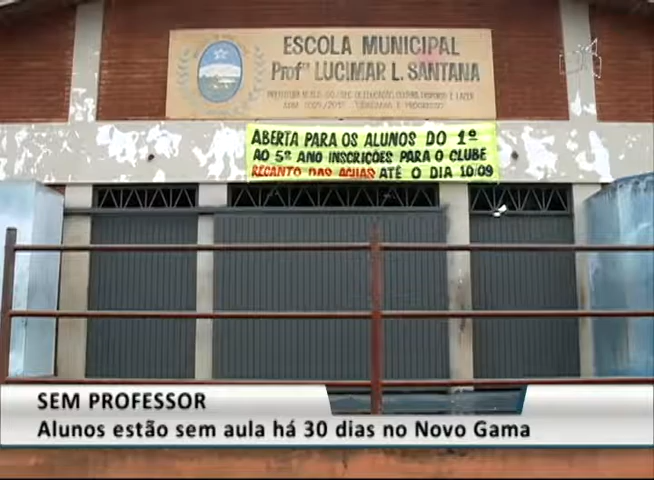 ESCOLA MUNICIPAL
Profª LUCIMAR L. SANTANA
ABERTA PARA OS ALUNOS DO 1º
AO 5º ANO INSCRIÇÕES PARA O CLUBE
RECANTO DAS ATÉ O DIA 10:09
SEM PROFESSOR
Alunos estão sem aula há 30 dias no Novo Gama